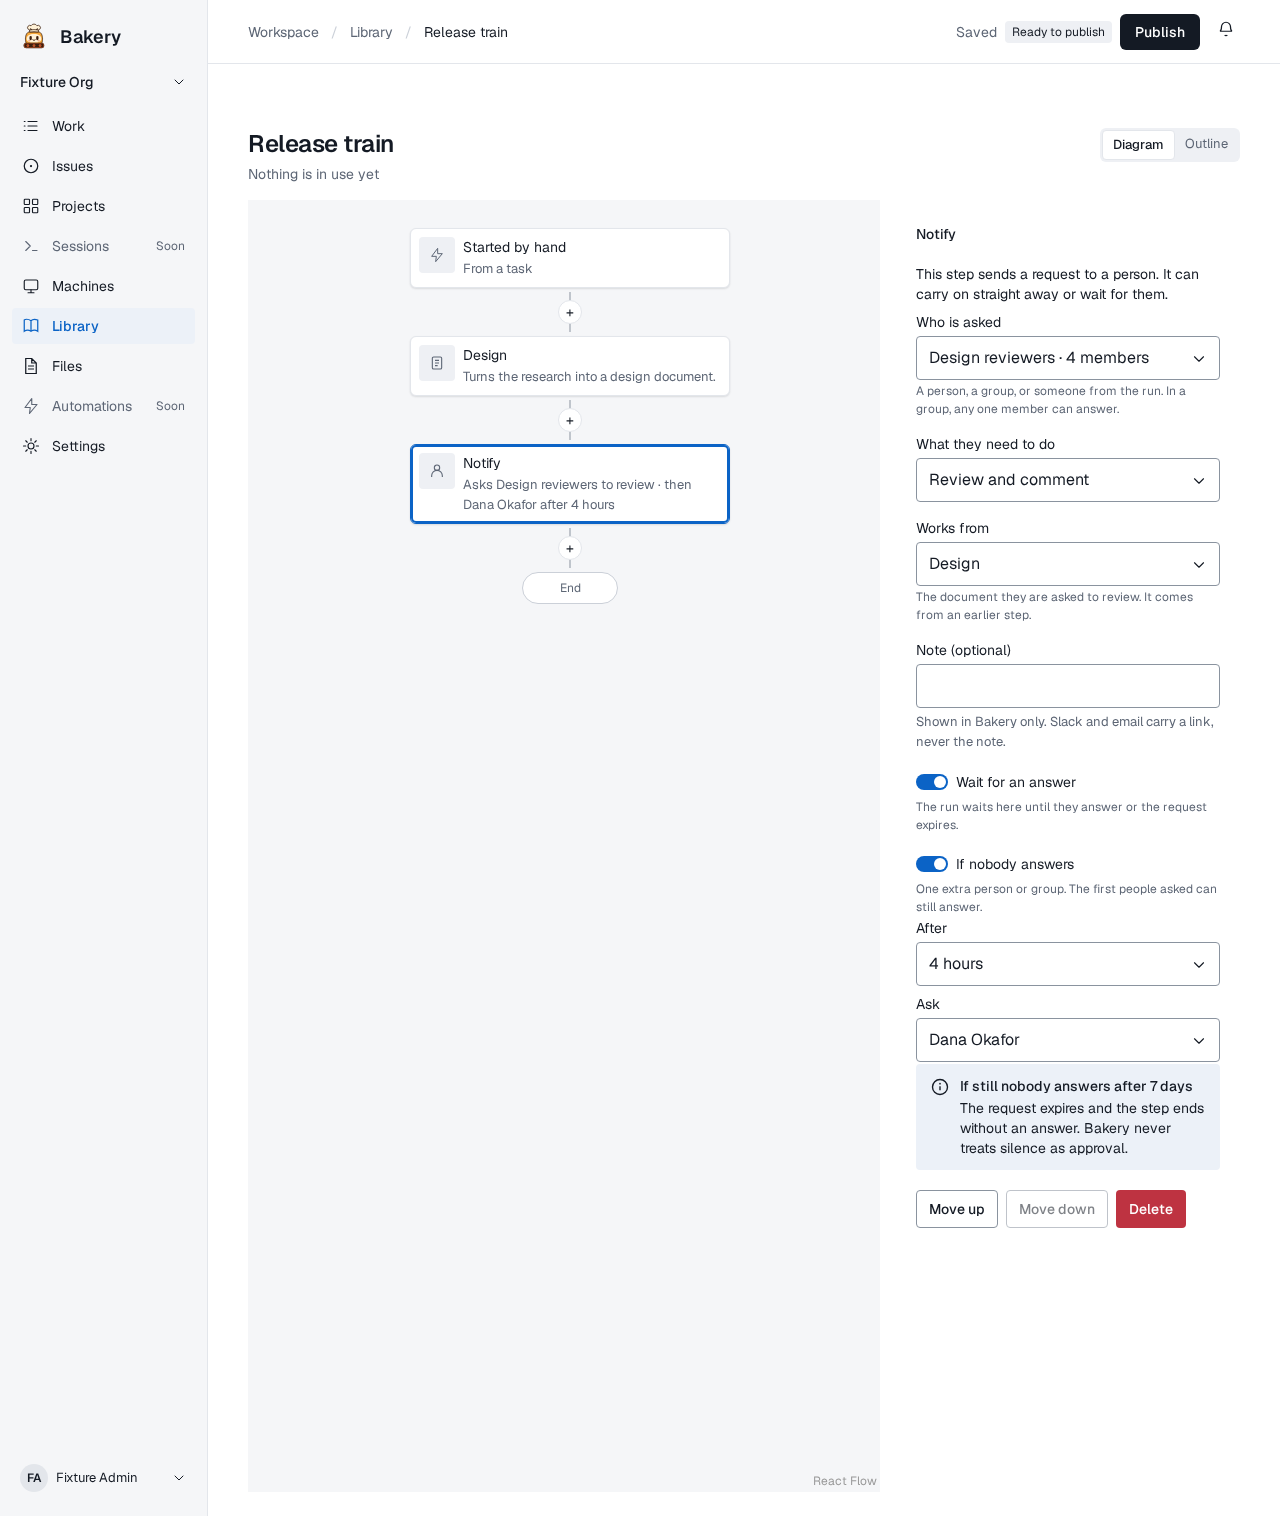 Bakery
Fixture Org
Work
Issues
Projects
Sessions Soon
Machines
Library
Files
Automations Soon
Settings
FA Fixture Admin
Workspace / Library / Release train
Saved Ready to publish Publish
Release train
Nothing is in use yet
Diagram Outline
Started by hand
From a task
+
Design
Turns the research into a design document.
+
Notify
Asks Design reviewers to review · then
Dana Okafor after 4 hours
+
End
React Flow
Notify
This step sends a request to a person. It can
carry on straight away or wait for them.
Who is asked
Design reviewers · 4 members
A person, a group, or someone from the run. In a
group, any one member can answer.
What they need to do
Review and comment
Works from
Design
The document they are asked to review. It comes
from an earlier step.
Note (optional)
Shown in Bakery only. Slack and email carry a link,
never the note.
Wait for an answer
The run waits here until they answer or the request
expires.
If nobody answers
One extra person or group. The first people asked can
still answer.
After
4 hours
Ask
Dana Okafor
If still nobody answers after 7 days
The request expires and the step ends
without an answer. Bakery never
treats silence as approval.
Move up Move down Delete